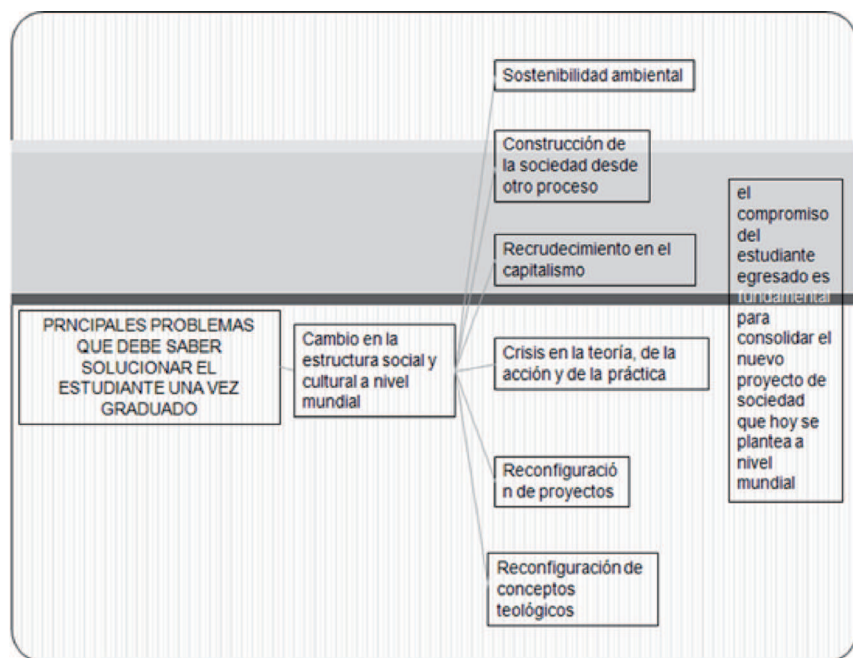 Sostenibilidad ambiental
Construcción de
la sociedad desde
otro proceso
Recrudecimiento en el
capitalismo
PRNCIPALES PROBLEMAS
QUE DEBE SABER
SOLUCIONAR EL
ESTUDIANTE UNA VEZ
GRADUADO
Cambio en la
estructura social y
cultural a nivel
mundial
Crisis en la teoría, de la
acción y de la práctica
Reconfiguració
n de proyectos
Reconfiguración de
conceptos
teológicos
el
compromiso
del
estudiante
egresado es
fundamental
para
consolidar el
nuevo
proyecto de
sociedad
que hoy se
plantea a
nivel
mundial